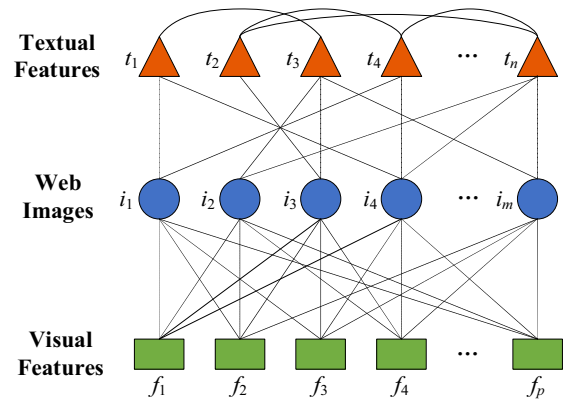 Textual
Features
t1 t2 t3 t4 ... tn
Web
Images
i1 i2 i3 i4 ... im
Visual
Features
...
f1 f2 f3 f4 fp